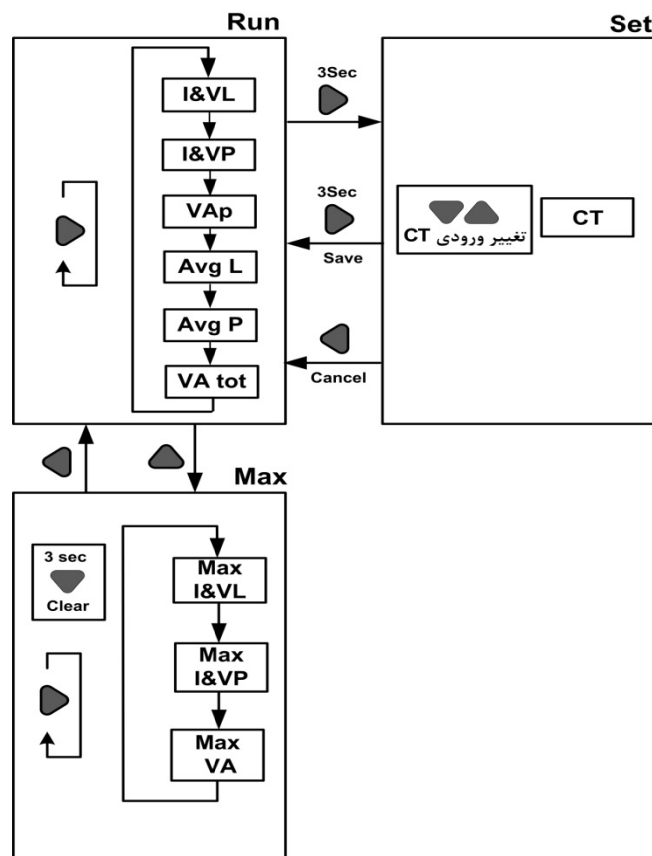 Run
I&VL
I&VP
VAp
Avg L
Avg P
VA tot
3Sec
3Sec
Save
Cancel
Set
تغییر ورودی CT
CT
Max
3 sec
Clear
Max
I&VL
Max
I&VP
Max
VA